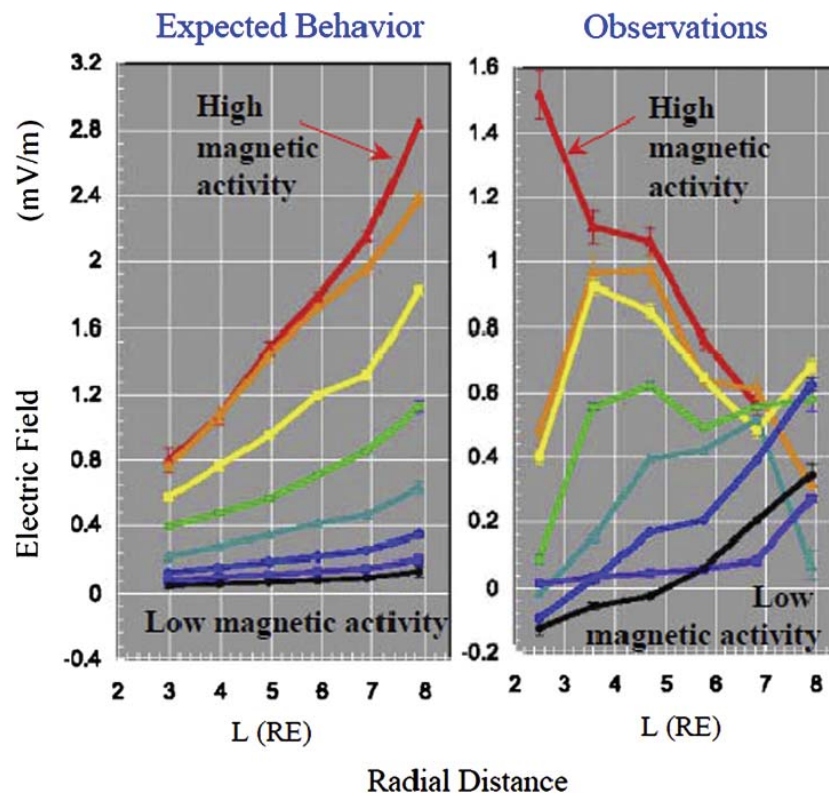 Expected Behavior
Observations
3.2
2.8
2.4
2
1.6
1.2
0.8
0.4
0
-0.4
High
magnetic
activity
Low magnetic activity
2 3 4 5 6 7 8
L (RE)
Electric Field (mV/m)
1.6
1.4
1.2
1
0.8
0.6
0.4
0.2
0
-0.2
High
magnetic
activity
Low
magnetic activity
2 3 4 5 6 7 8
L (RE)
Radial Distance